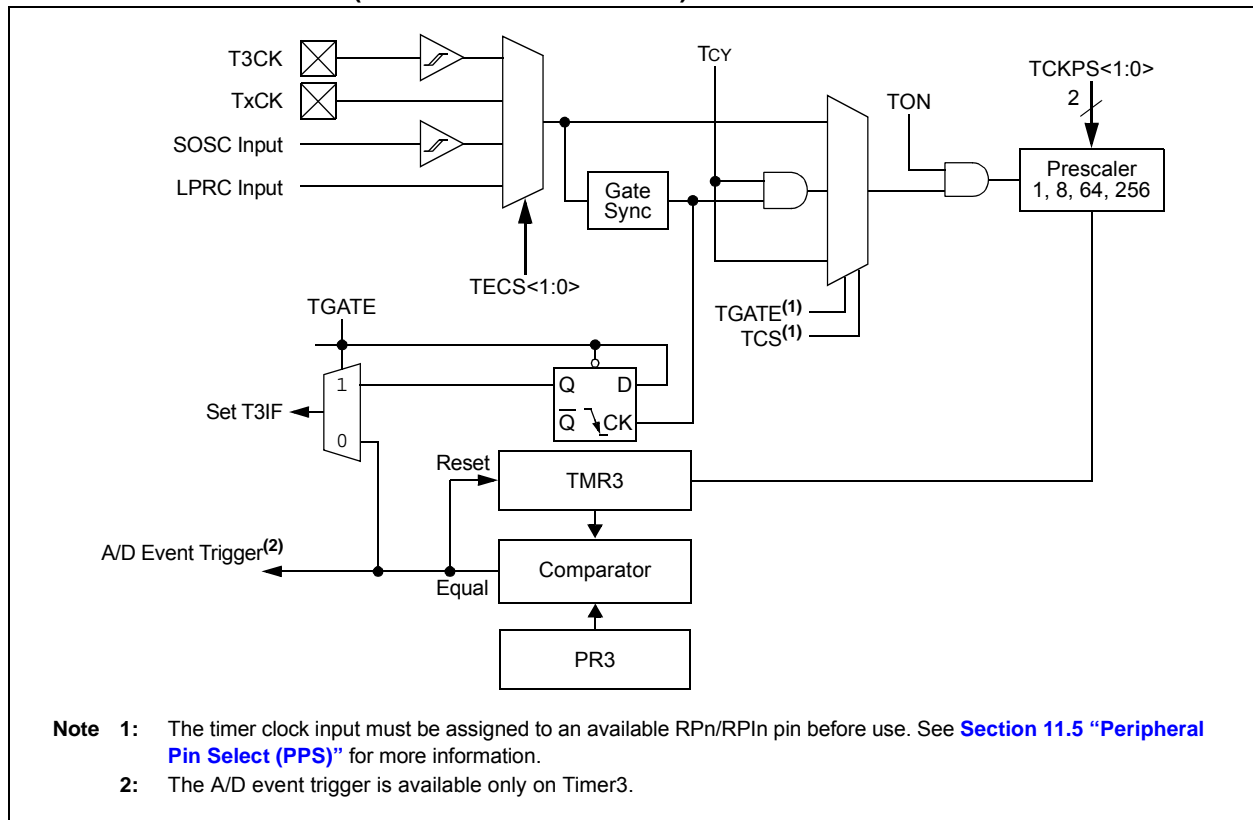 T3CK
TxCK
SOSC Input
LPRC Input
TCY
TON
TCKPS<1:0>
2
Gate
Sync
Prescaler
1, 8, 64, 256
TECS<1:0>
TGATE(1)
TCS(1)
TGATE
1
0
Set T3IF
Q D
Q CK
Reset
TMR3
A/D Event Trigger(2)
Equal
Comparator
PR3
Note 1: The timer clock input must be assigned to an available RPn/RPIn pin before use. See Section 11.5 “Peripheral
Pin Select (PPS)” for more information.
2: The A/D event trigger is available only on Timer3.